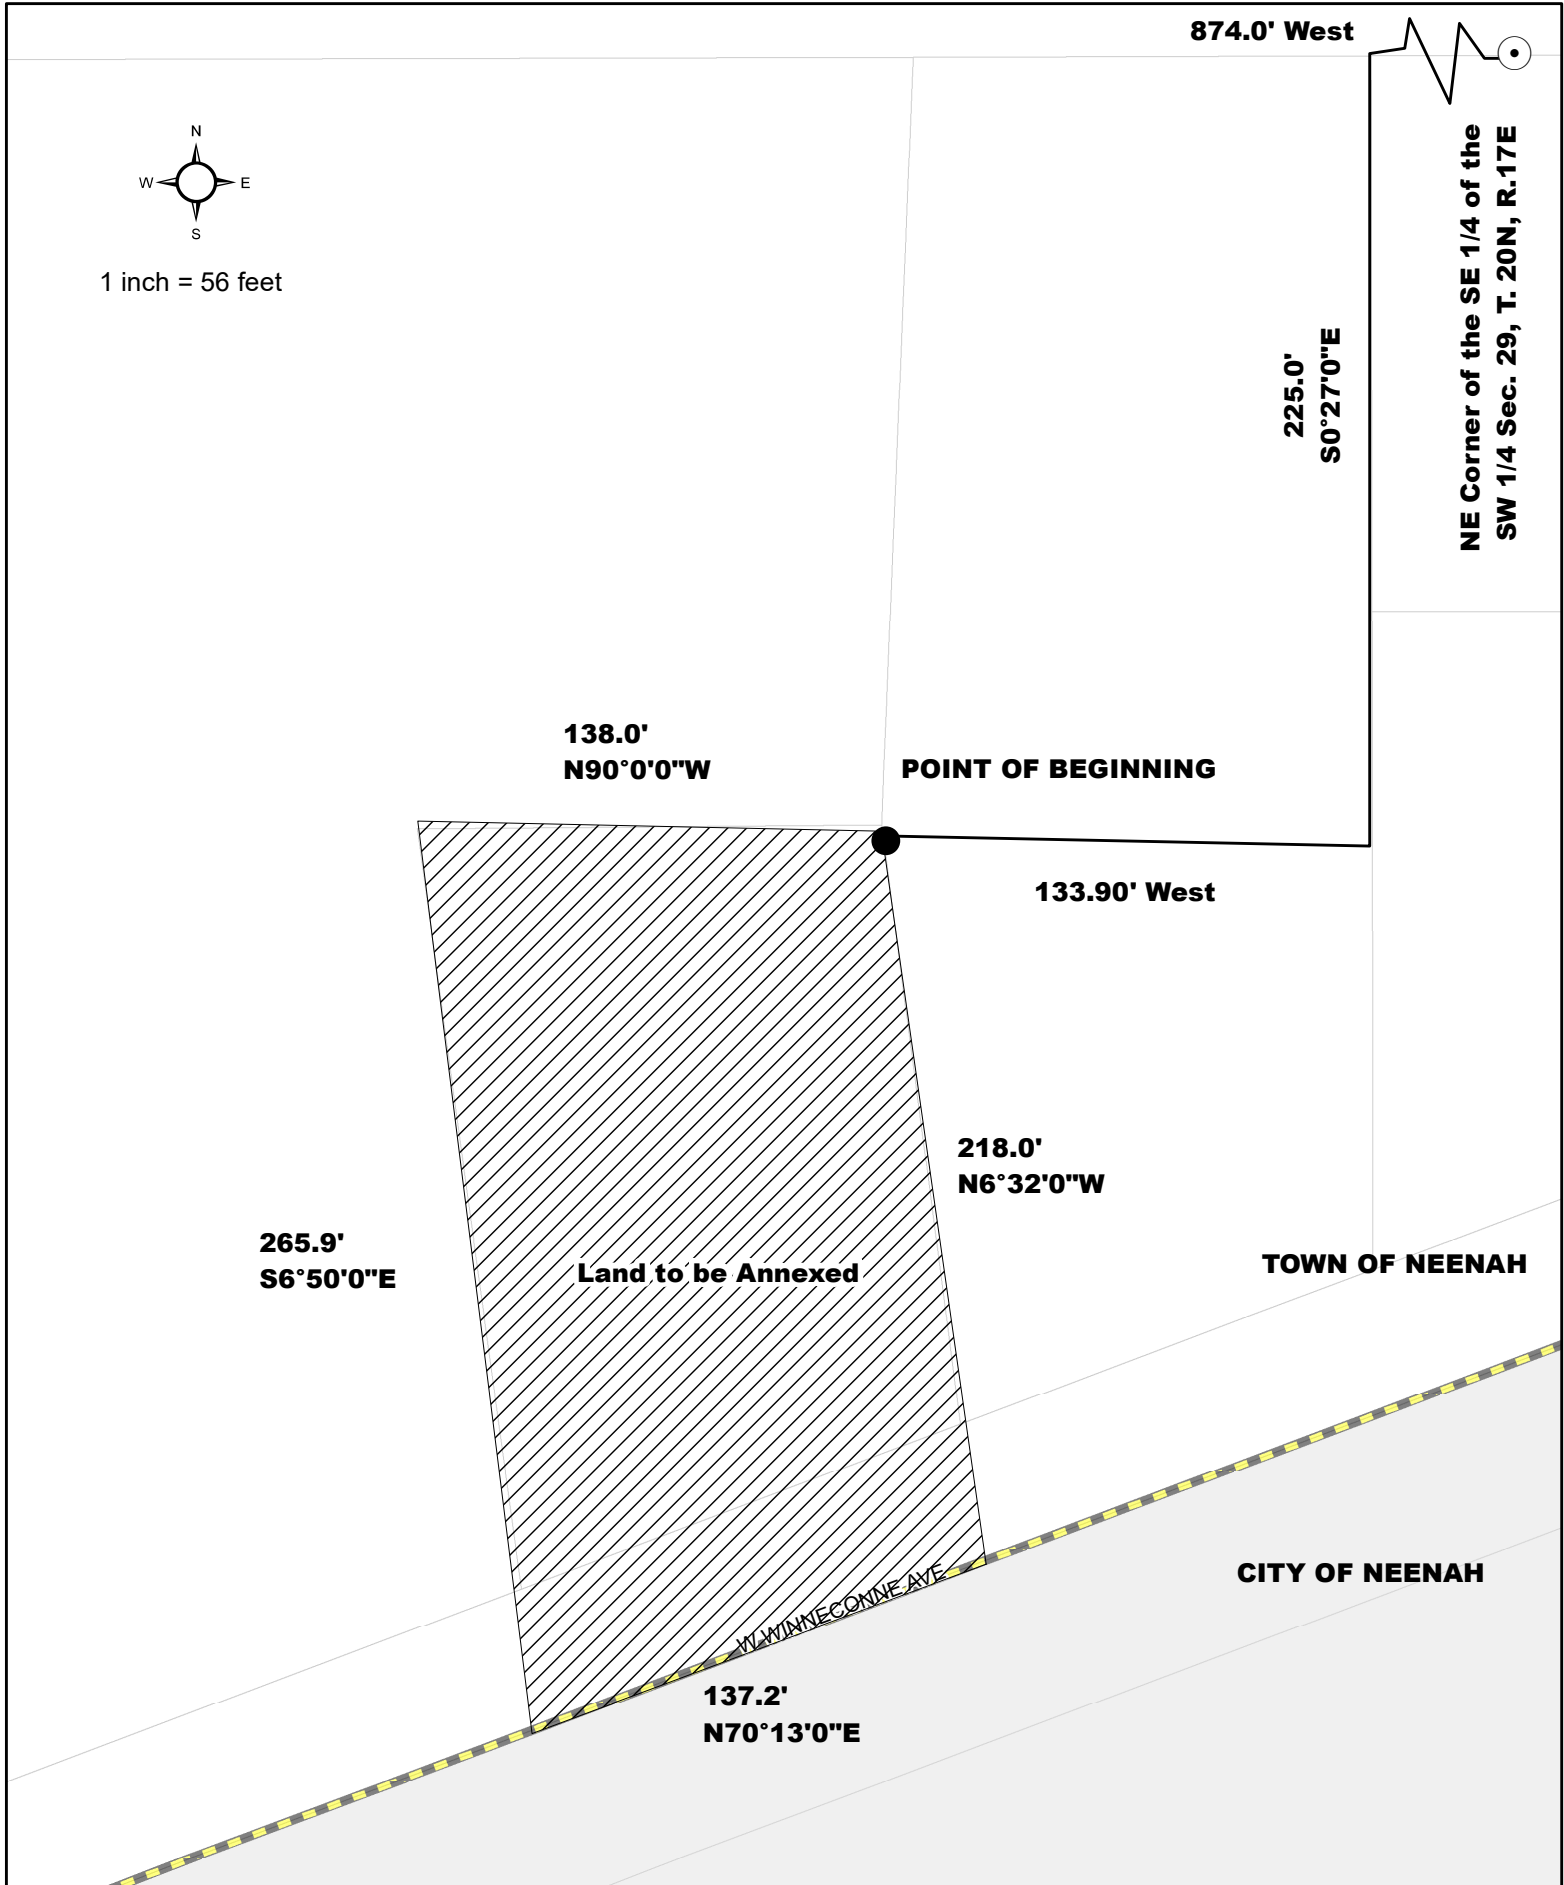 874.0' West
N
W
E
S
1 inch = 56 feet
NE Corner of the SE 1/4 of the
SW 1/4 Sec. 29, T. 20N, R.17E
225.0'
S0°27'0"E
138.0'
N90°0'0"W
POINT OF BEGINNING
133.90' West
218.0'
N6°32'0"W
265.9'
S6°50'0"E
Land to be Annexed
TOWN OF NEENAH
CITY OF NEENAH
W WINNECONNE AVE
137.2'
N70°13'0"E